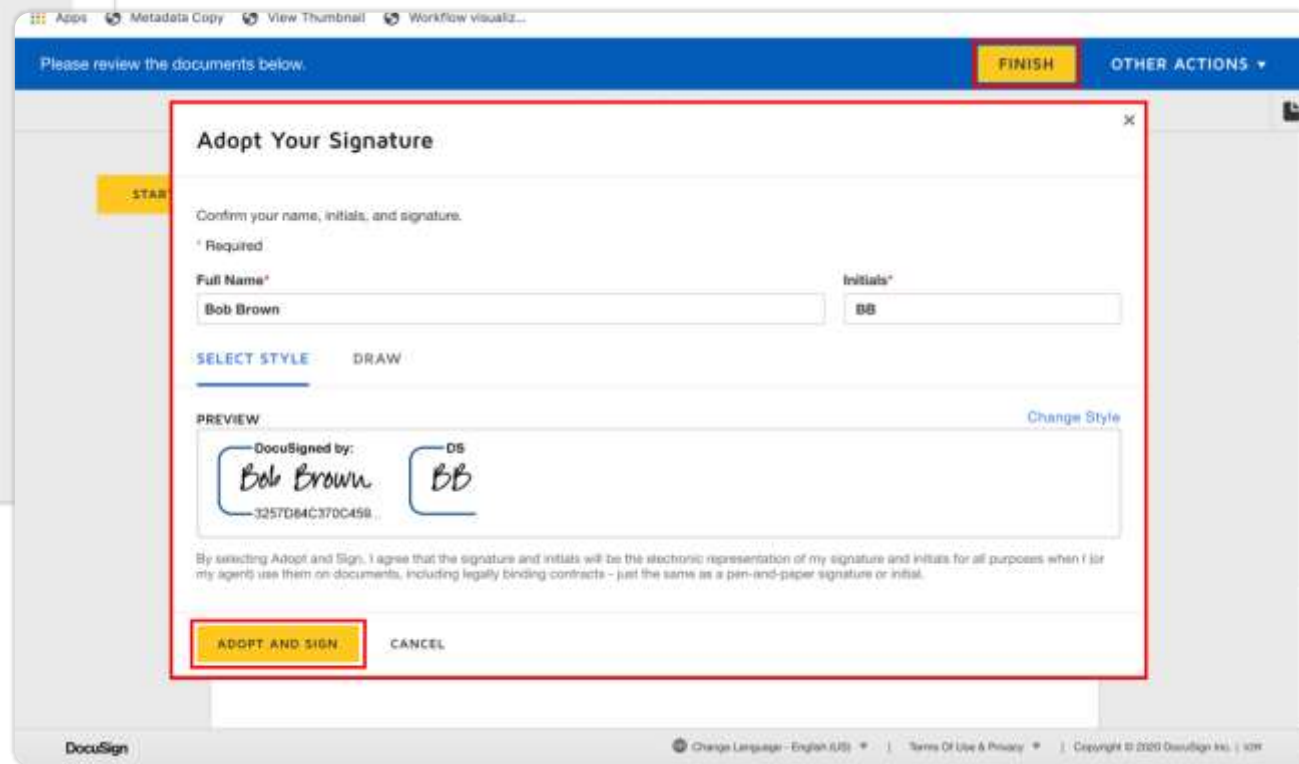 Apps Metadata Copy View Thumbnail Workflow visualiz...
Please review the documents below. FINISH OTHER ACTIONS
Adopt Your Signature ×
STAR
Confirm your name, initials, and signature.
* Required
Full Name* Initials*
Bob Brown BB
SELECT STYLE DRAW
PREVIEW Change Style
DocuSigned by: DS
Bob Brown BB
3257D84C370C459...
By selecting Adopt and Sign, I agree that the signature and initials will be the electronic representation of my signature and initials for all purposes when I (or
my agent) use them on documents, including legally binding contracts - just the same as a pen-and-paper signature or initial.
ADOPT AND SIGN CANCEL
DocuSign Change Language - English (US) | Terms Of Use & Privacy | Copyright © 2020 DocuSign Inc. |